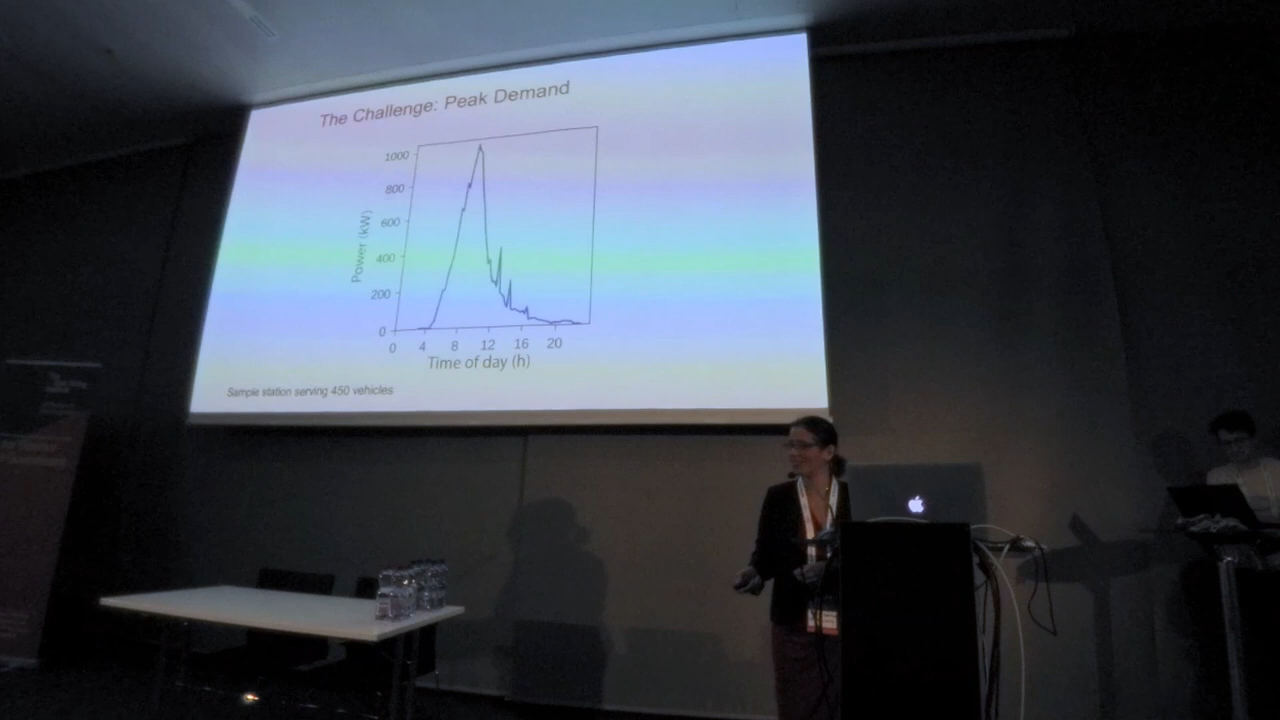 The Challenge: Peak Demand
1000
800
600
400
200
0
Power (kW)
0 4 8 12 16 20
Time of day (h)
Sample station serving 450 vehicles